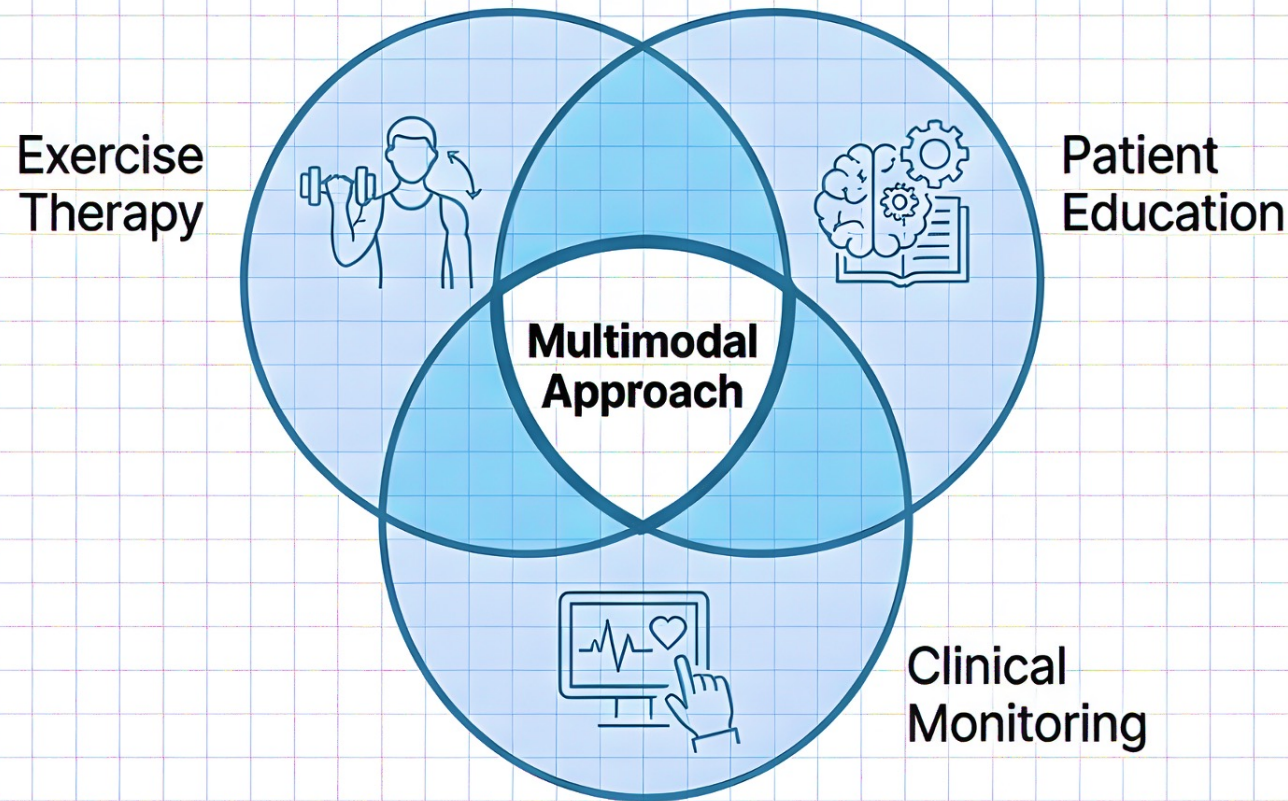 Exercise
Therapy
Patient
Education
Multimodal
Approach
Clinical
Monitoring